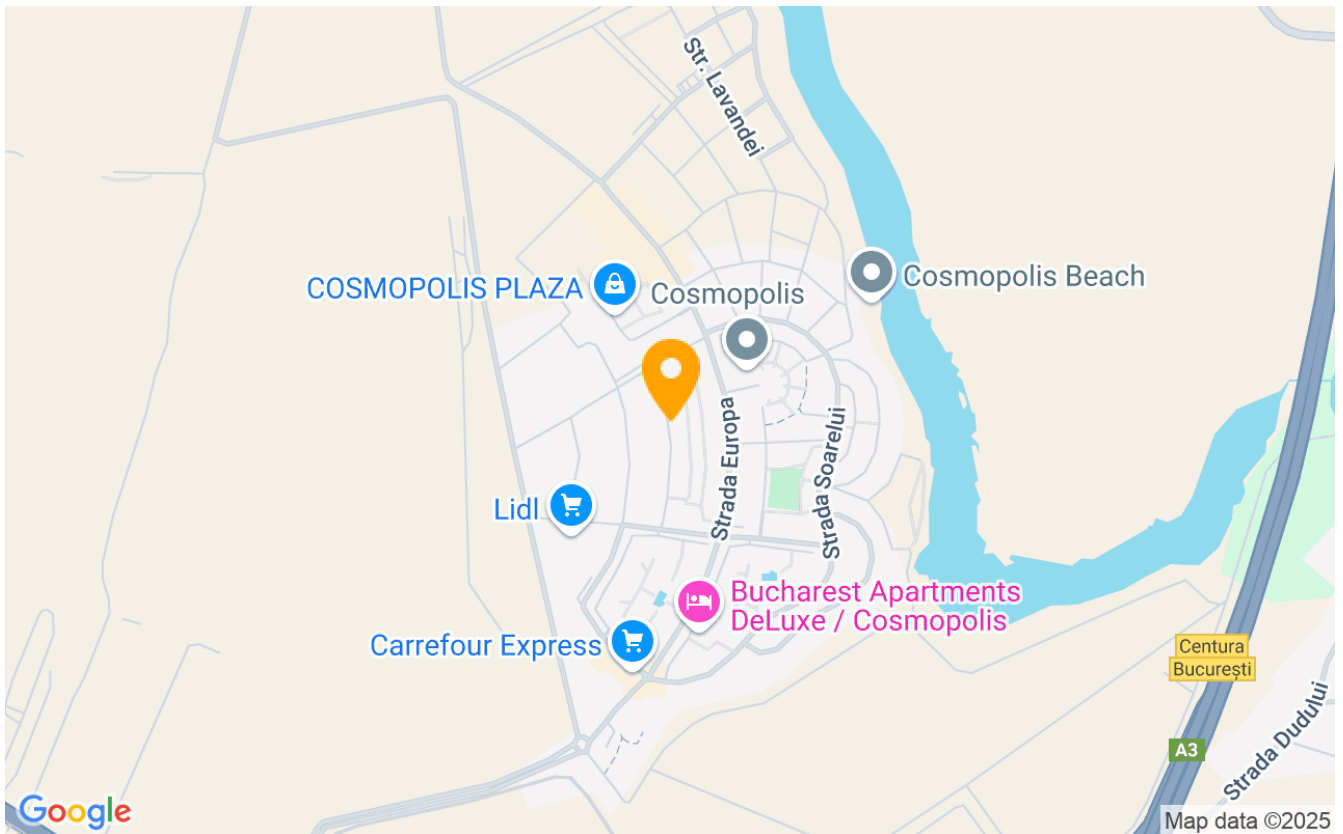 Str. Lavandei
COSMOPOLIS PLAZA
Cosmopolis
Cosmopolis Beach
Strada Europa
Strada Soarelui
Lidl
Bucharest Apartments
DeLuxe / Cosmopolis
Carrefour Express
Centura
București
A3
Strada Dudului
Google
Map data ©2025